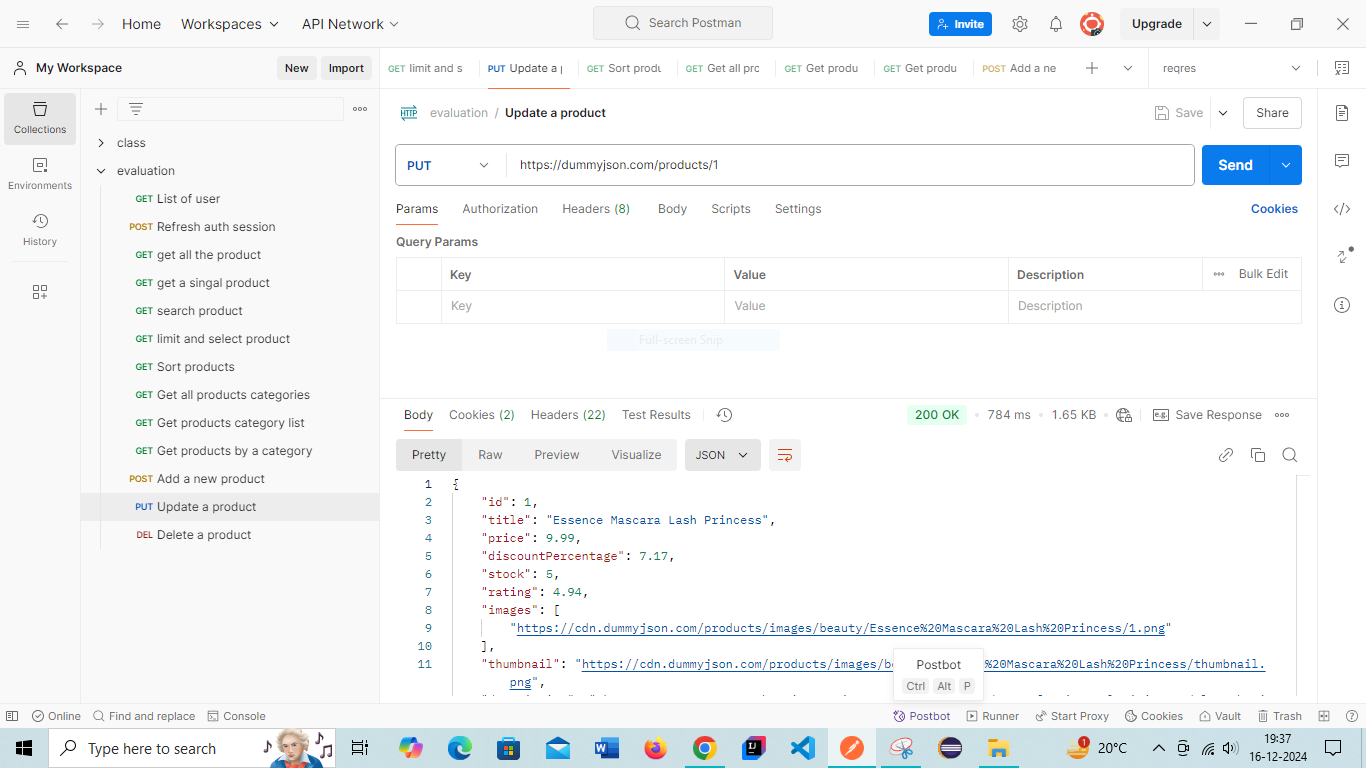 Home Workspaces API Network Search Postman Invite Upgrade
My Workspace New Import GET limit and s PUT Update a p GET Sort produ GET Get all pro GET Get produ GET Get produ POST Add a ne reqres
Collections
Environments
History
class
evaluation
GET List of user
POST Refresh auth session
GET get all the product
GET get a singal product
GET search product
GET limit and select product
GET Sort products
GET Get all products categories
GET Get products category list
GET Get products by a category
POST Add a new product
PUT Update a product
DEL Delete a product
HTTP evaluation / Update a product Save Share
PUT https://dummyjson.com/products/1 Send
Params Authorization Headers (8) Body Scripts Settings Cookies
Query Params
Key Value Description Bulk Edit
Key Value Description
Full-screen Snip
Body Cookies (2) Headers (22) Test Results 200 OK 784 ms 1.65 KB e.g. Save Response
Pretty Raw Preview Visualize JSON
1 {
2 "id": 1,
3 "title": "Essence Mascara Lash Princess",
4 "price": 9.99,
5 "discountPercentage": 7.17,
6 "stock": 5,
7 "rating": 4.94,
8 "images": [
9 "https://cdn.dummyjson.com/products/images/beauty/Essence%20Mascara%20Lash%20Princess/1.png"
10 ],
11 "thumbnail": "https://cdn.dummyjson.com/products/images/be %20Mascara%20Lash%20Princess/thumbnail.
png",
Postbot
Ctrl Alt P
Online Find and replace Console Postbot Runner Start Proxy Cookies Vault Trash
Type here to search 1 20°C 19:37
16-12-2024